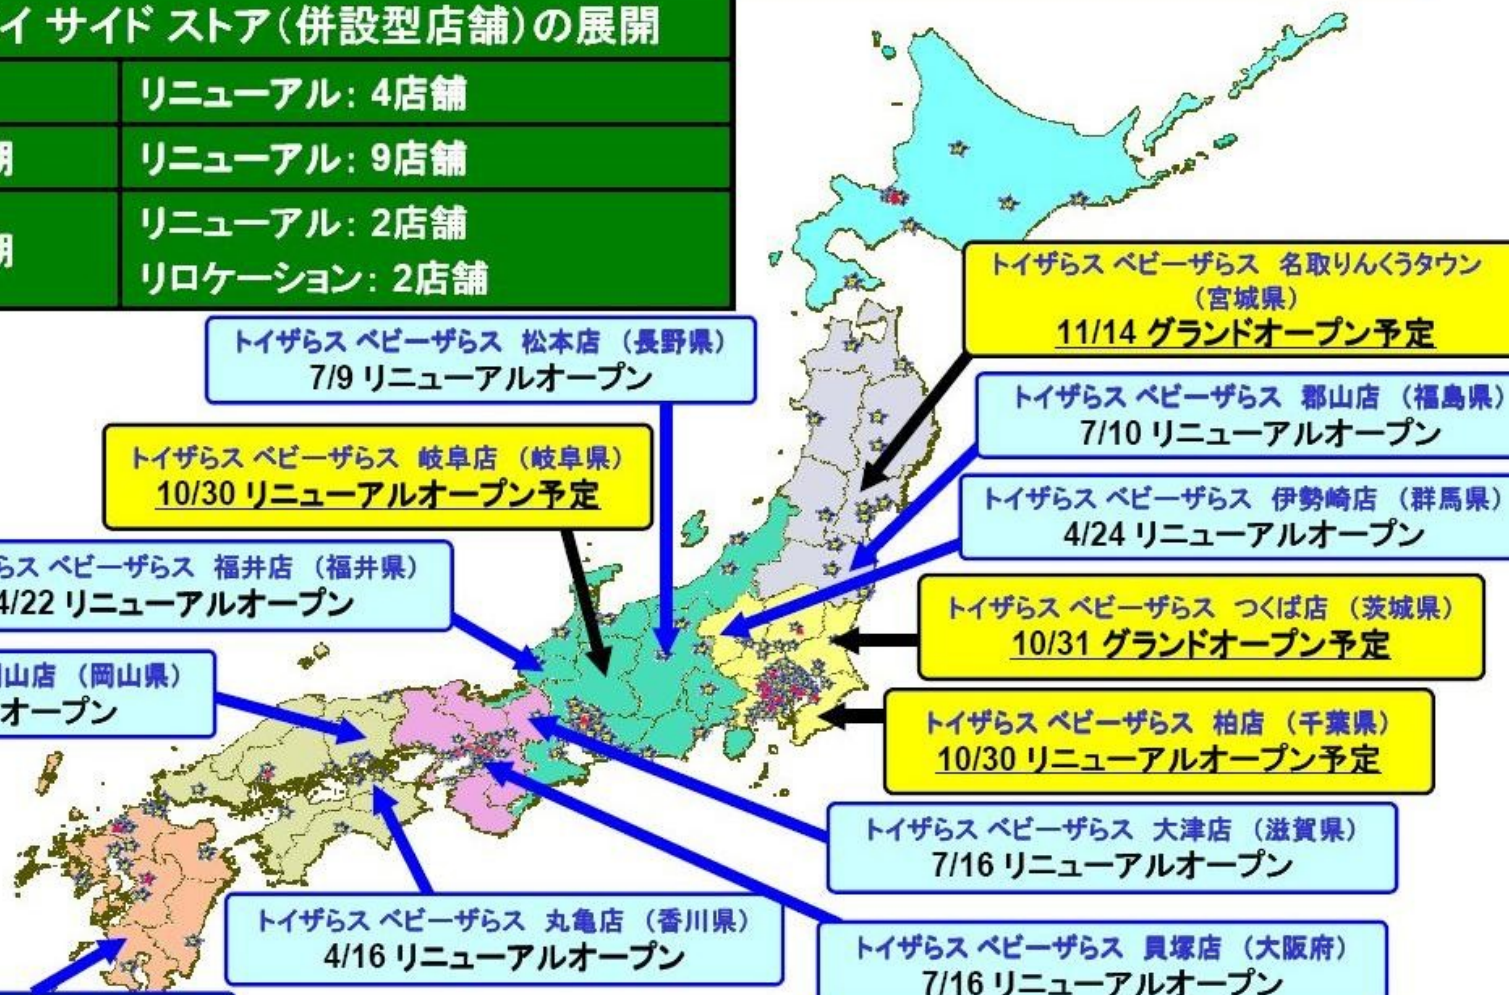 イ サイド ストア(併設型店舗)の展開
リニューアル: 4店舗
期 リニューアル: 9店舗
期 リニューアル: 2店舗
リロケーション: 2店舗
トイザらス ベビーザらス 名取りんくうタウン
(宮城県)
11/14 グランドオープン予定
トイザらス ベビーザらス 松本店 (長野県)
7/9 リニューアルオープン
トイザらス ベビーザらス 郡山店 (福島県)
7/10 リニューアルオープン
トイザらス ベビーザらス 岐阜店 (岐阜県)
10/30 リニューアルオープン予定
トイザらス ベビーザらス 伊勢崎店 (群馬県)
4/24 リニューアルオープン
らス ベビーザらス 福井店 (福井県)
4/22 リニューアルオープン
トイザらス ベビーザらス つくば店 (茨城県)
10/31 グランドオープン予定
山店 (岡山県)
オープン
トイザらス ベビーザらス 柏店 (千葉県)
10/30 リニューアルオープン予定
トイザらス ベビーザらス 大津店 (滋賀県)
7/16 リニューアルオープン
トイザらス ベビーザらス 丸亀店 (香川県)
4/16 リニューアルオープン
トイザらス ベビーザらス 貝塚店 (大阪府)
7/16 リニューアルオープン